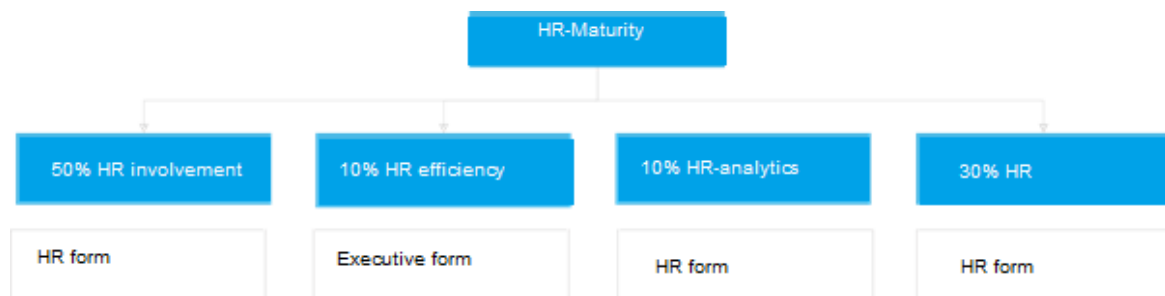 HR-Maturity
50% HR involvement
10% HR efficiency
10% HR-analytics
30% HR
HR form
Executive form
HR form
HR form